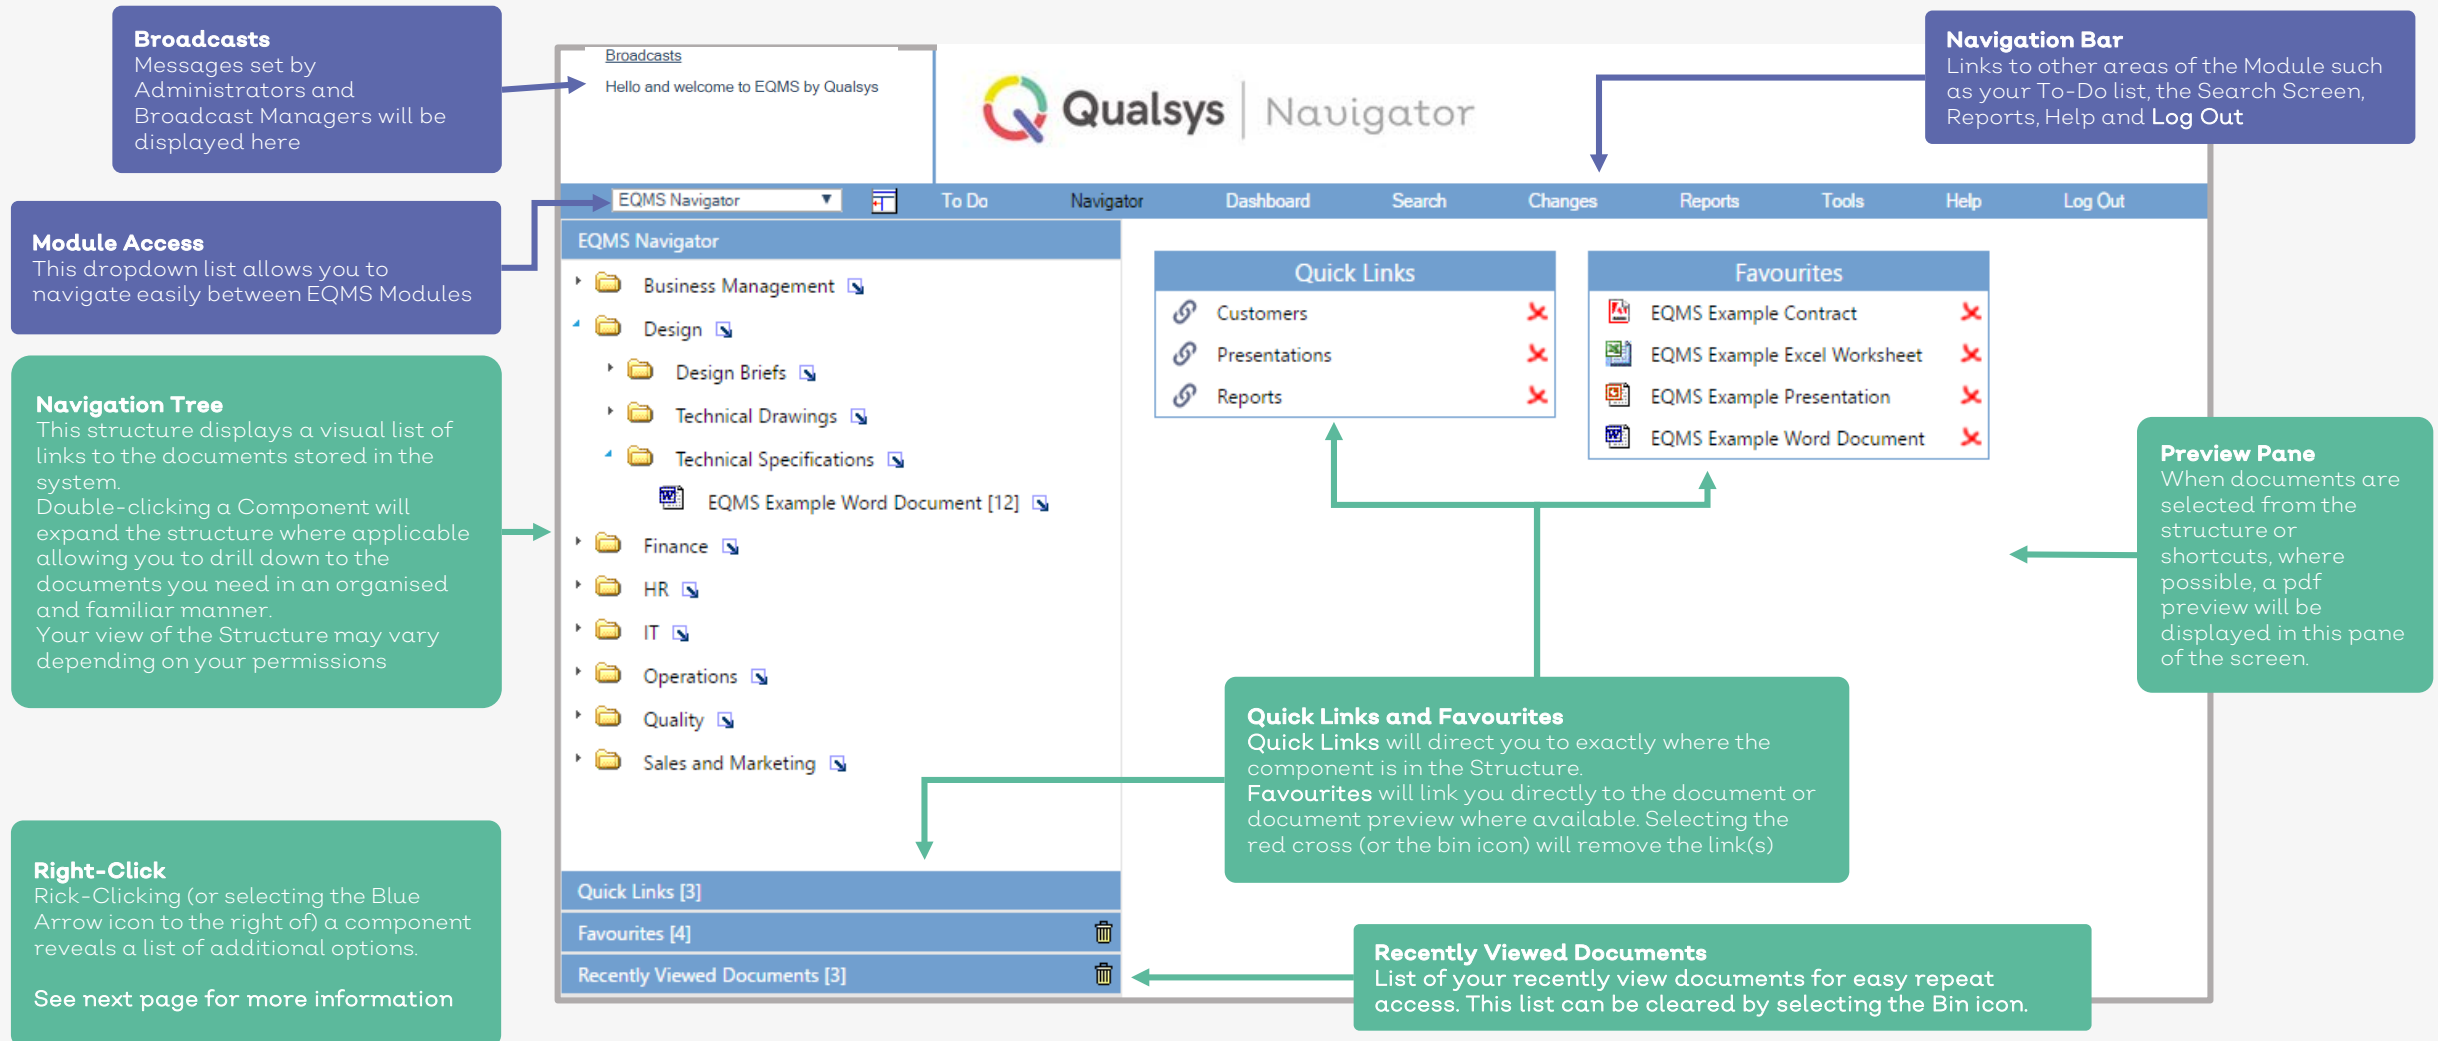 Broadcasts
Messages set by
Administrators and
Broadcast Managers will be
displayed here
Module Access
This dropdown list allows you to
navigate easily between EQMS Modules
Navigation Tree
This structure displays a visual list of
links to the documents stored in the
system.
Double-clicking a Component will
expand the structure where applicable
allowing you to drill down to the
documents you need in an organised
and familiar manner.
Your view of the Structure may vary
depending on your permissions
Right-Click
Rick-Clicking (or selecting the Blue
Arrow icon to the right of) a component
reveals a list of additional options.
See next page for more information
Broadcasts
Hello and welcome to EQMS by Qualsys
Qualsys | Navigator
Navigation Bar
Links to other areas of the Module such
as your To-Do list, the Search Screen,
Reports, Help and Log Out
EQMS Navigator To Do Navigator Dashboard Search Changes Reports Tools Help Log Out
EQMS Navigator
Business Management
Design
Design Briefs
Technical Drawings
Technical Specifications
EQMS Example Word Document [12]
Finance
HR
IT
Operations
Quality
Sales and Marketing
Quick Links [3]
Favourites [4]
Recently Viewed Documents [3]
Quick Links
Customers
Presentations
Reports
Favourites
EQMS Example Contract
EQMS Example Excel Worksheet
EQMS Example Presentation
EQMS Example Word Document
Preview Pane
When documents are
selected from the
structure or
shortcuts, where
possible, a pdf
preview will be
displayed in this pane
of the screen.
Quick Links and Favourites
Quick Links will direct you to exactly where the
component is in the Structure.
Favourites will link you directly to the document or
document preview where available. Selecting the
red cross (or the bin icon) will remove the link(s)
Recently Viewed Documents
List of your recently view documents for easy repeat
access. This list can be cleared by selecting the Bin icon.